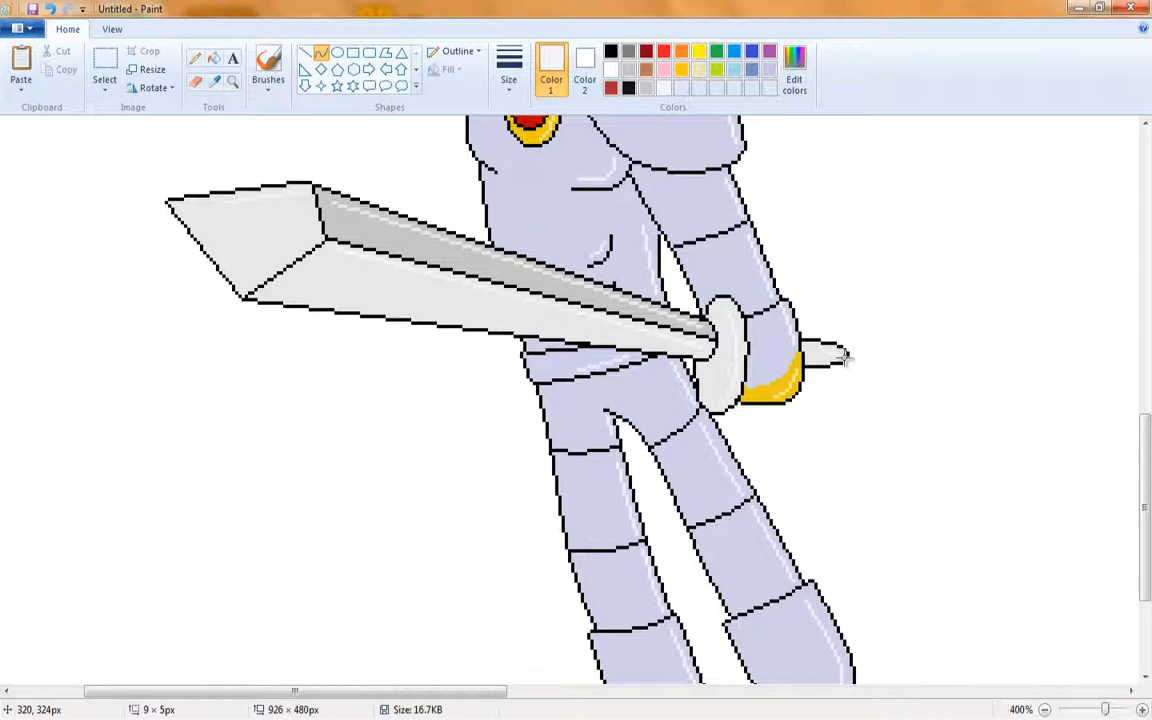 Untitled - Paint
Home View
Paste
Cut
Copy
Clipboard
Select
Crop
Resize
Rotate
Image
A
Tools
Brushes
Outline
Fill
Shapes
Size
Color 1
Color 2
Edit colors
Colors
320, 324px
9 × 5px
926 × 480px
Size: 16.7KB
400%